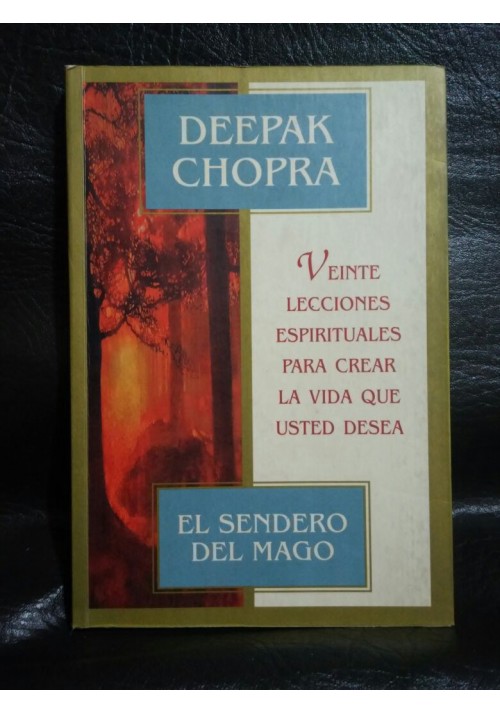 DEEPAK
CHOPRA
VEINTE
LECCIONES
ESPIRITUALES
PARA CREAR
LA VIDA QUE
USTED DESEA
EL SENDERO
DEL MAGO